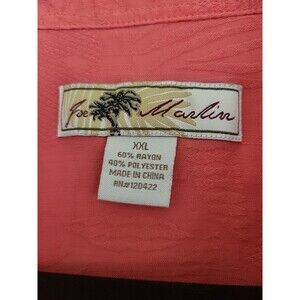 Joe Marlin
XXL
60% RAYON
40% POLYESTER
MADE IN CHINA
RN#120422